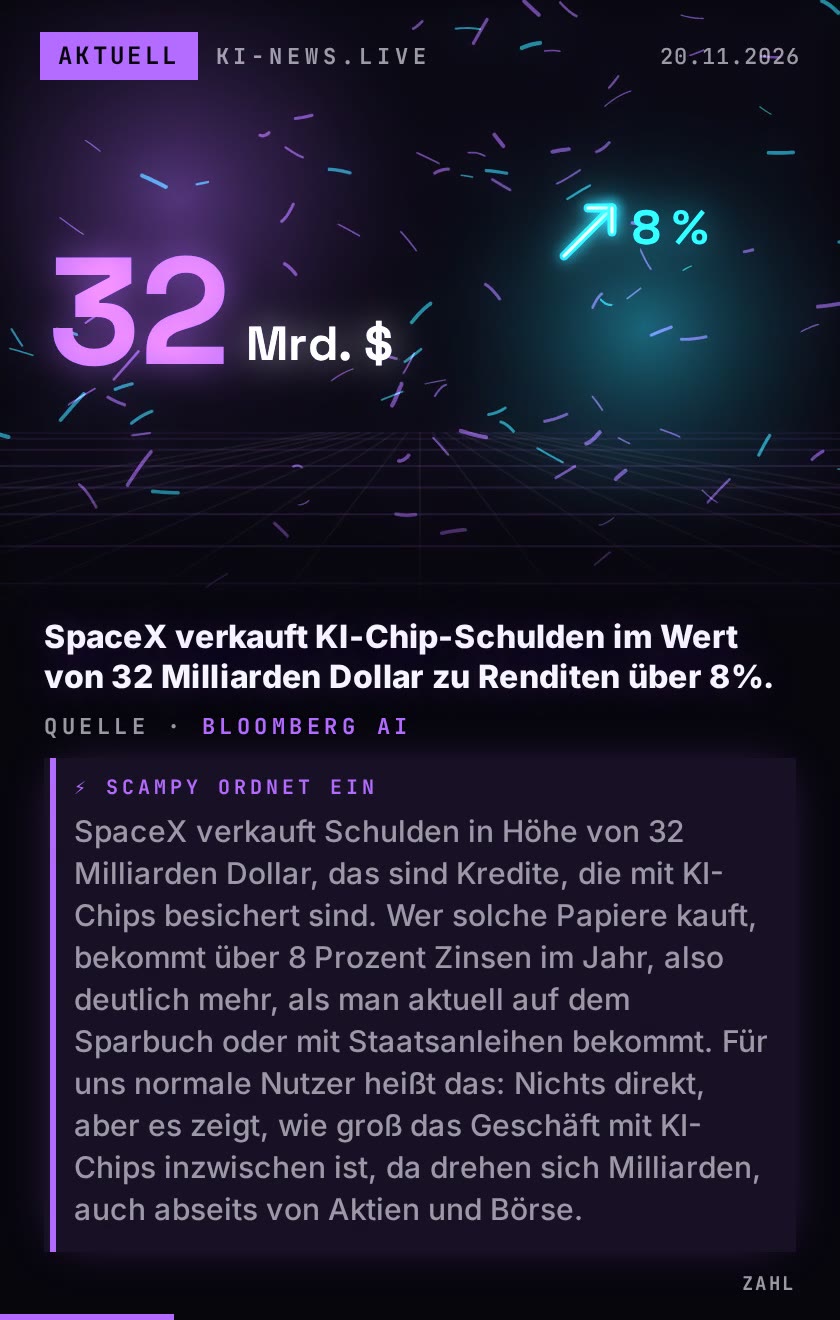 AKTUELL KI-NEWS.LIVE 20.11.2026
8 %
32 Mrd. $
SpaceX verkauft KI-Chip-Schulden im Wert
von 32 Milliarden Dollar zu Renditen über 8%.
QUELLE · BLOOMBERG AI
⚡ SCAMPY ORDNET EIN
SpaceX verkauft Schulden in Höhe von 32
Milliarden Dollar, das sind Kredite, die mit KI-
Chips besichert sind. Wer solche Papiere kauft,
bekommt über 8 Prozent Zinsen im Jahr, also
deutlich mehr, als man aktuell auf dem
Sparbuch oder mit Staatsanleihen bekommt. Für
uns normale Nutzer heißt das: Nichts direkt,
aber es zeigt, wie groß das Geschäft mit KI-
Chips inzwischen ist, da drehen sich Milliarden,
auch abseits von Aktien und Börse.
ZAHL